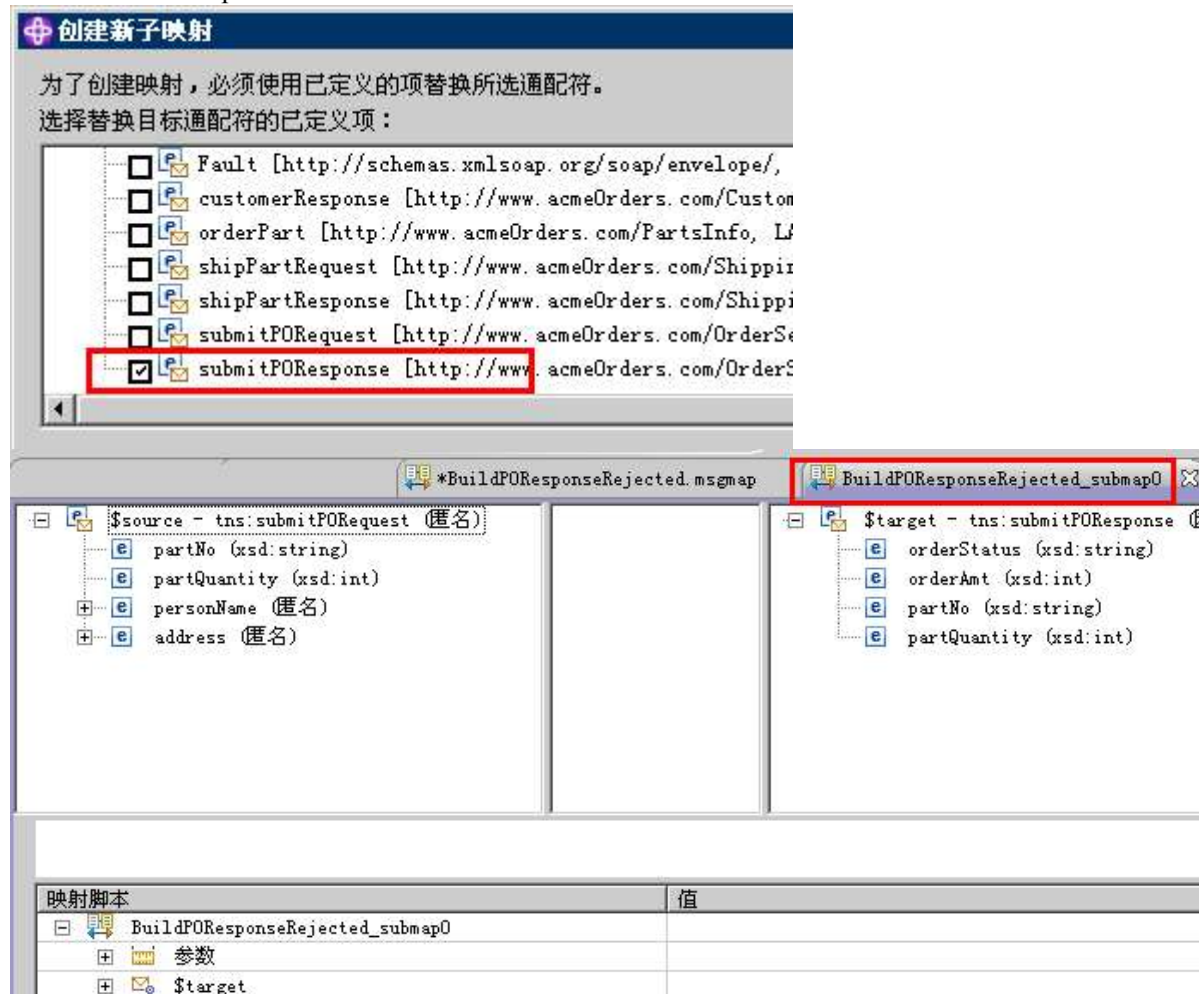 创建新子映射
为了创建映射，必须使用已定义的项替换所选通配符。
选择替换目标通配符的已定义项：
Fault [http://schemas.xmlsoap.org/soap/envelope/,
customerResponse [http://www.acmeOrders.com/Custom
orderPart [http://www.acmeOrders.com/PartsInfo, LA
shipPartRequest [http://www.acmeOrders.com/Shippin
shipPartResponse [http://www.acmeOrders.com/Shippi
submitPORequest [http://www.acmeOrders.com/OrderSe
submitPOResponse [http://www.acmeOrders.com/OrderS
*BuildPOResponseRejected.msgmap
BuildPOResponseRejected_submap0
$source - tns:submitPORequest (匿名)
partNo (xsd:string)
partQuantity (xsd:int)
personName (匿名)
address (匿名)
$target - tns:submitPOResponse
orderStatus (xsd:string)
orderAmt (xsd:int)
partNo (xsd:string)
partQuantity (xsd:int)
映射脚本 值
BuildPOResponseRejected_submap0
参数
$target